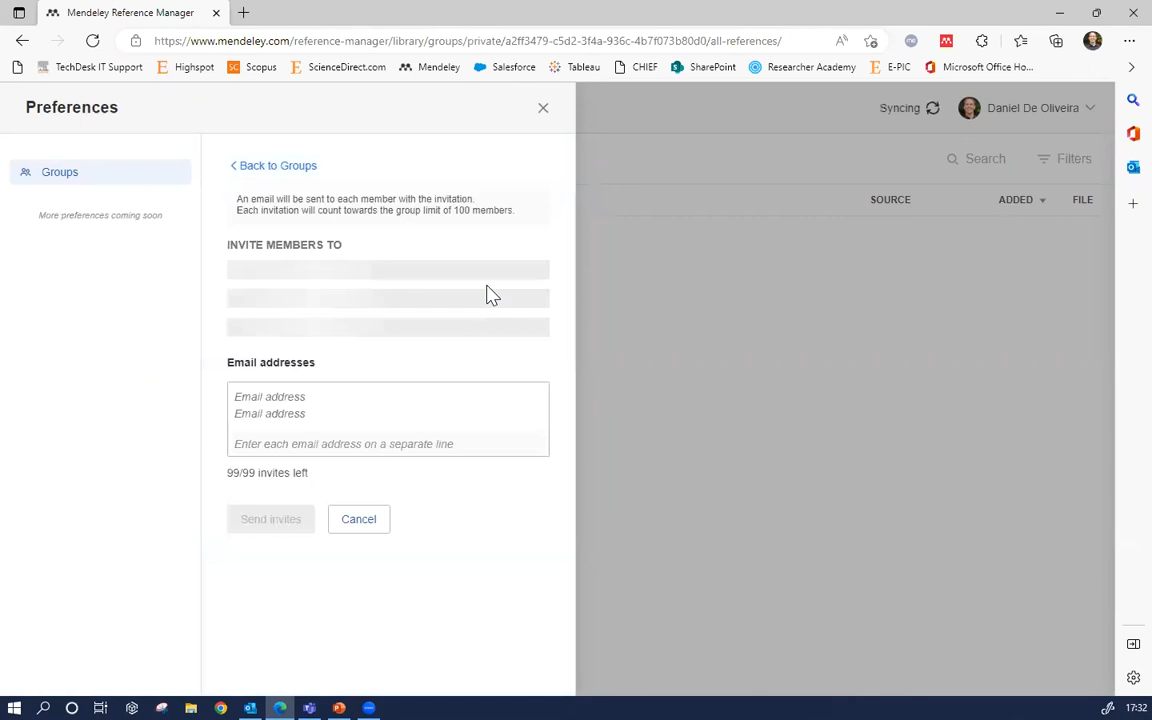 Mendeley Reference Manager
https://www.mendeley.com/reference-manager/library/groups/private/a2ff3479-c5d2-3f4a-936c-4b7f073b80d0/all-references/
TechDesk IT Support
Highspot
Scopus
ScienceDirect.com
Mendeley
Salesforce
Tableau
CHIEF
SharePoint
Researcher Academy
E-PIC
Microsoft Office Ho...
Preferences
Syncing
Daniel De Oliveira
Groups
More preferences coming soon
Back to Groups
Search
Filters
An email will be sent to each member with the invitation.
Each invitation will count towards the group limit of 100 members.
SOURCE
ADDED
FILE
INVITE MEMBERS TO
Email addresses
Email address
Email address
Enter each email address on a separate line
99/99 invites left
Send invites
Cancel
17:32